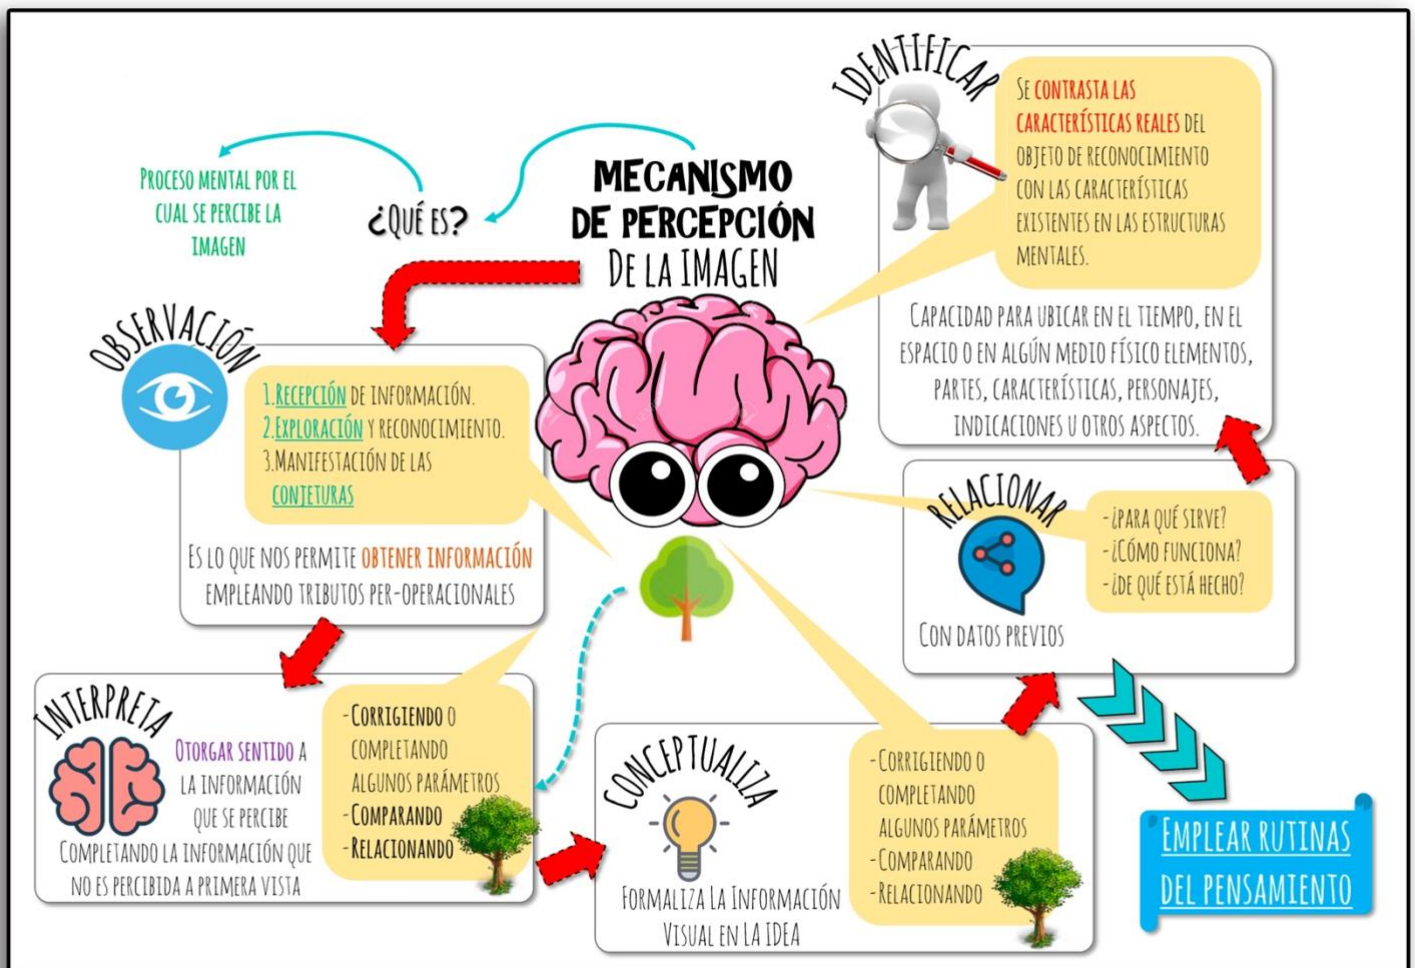 MECANISMO
DE PERCEPCIÓN
DE LA IMAGEN
¿QUÉ ES?
PROCESO MENTAL POR EL
CUAL SE PERCIBE LA
IMAGEN
OBSERVACIÓN
1.RECEPCIÓN DE INFORMACIÓN.
2.EXPLORACIÓN Y RECONOCIMIENTO.
3.MANIFESTACIÓN DE LAS
CONJETURAS
ES LO QUE NOS PERMITE OBTENER INFORMACIÓN
EMPLEANDO TRIBUTOS PER-OPERACIONALES
INTERPRETA
OTORGAR SENTIDO A
LA INFORMACIÓN
QUE SE PERCIBE
COMPLETANDO LA INFORMACIÓN QUE
NO ES PERCIBIDA A PRIMERA VISTA
-CORRIGIENDO O
COMPLETANDO
ALGUNOS PARÁMETROS
-COMPARANDO
-RELACIONANDO
CONCEPTUALIZA
FORMALIZA LA INFORMACIÓN
VISUAL EN LA IDEA
-CORRIGIENDO O
COMPLETANDO
ALGUNOS PARÁMETROS
-COMPARANDO
-RELACIONANDO
RELACIONAR
CON DATOS PREVIOS
-¿PARA QUÉ SIRVE?
-¿CÓMO FUNCIONA?
-¿DE QUÉ ESTÁ HECHO?
IDENTIFICAR
SE CONTRASTA LAS
CARACTERÍSTICAS REALES DEL
OBJETO DE RECONOCIMIENTO
CON LAS CARACTERÍSTICAS
EXISTENTES EN LAS ESTRUCTURAS
MENTALES.
CAPACIDAD PARA UBICAR EN EL TIEMPO, EN EL
ESPACIO O EN ALGÚN MEDIO FÍSICO ELEMENTOS,
PARTES, CARACTERÍSTICAS, PERSONAJES,
INDICACIONES U OTROS ASPECTOS.
EMPLEAR RUTINAS
DEL PENSAMIENTO